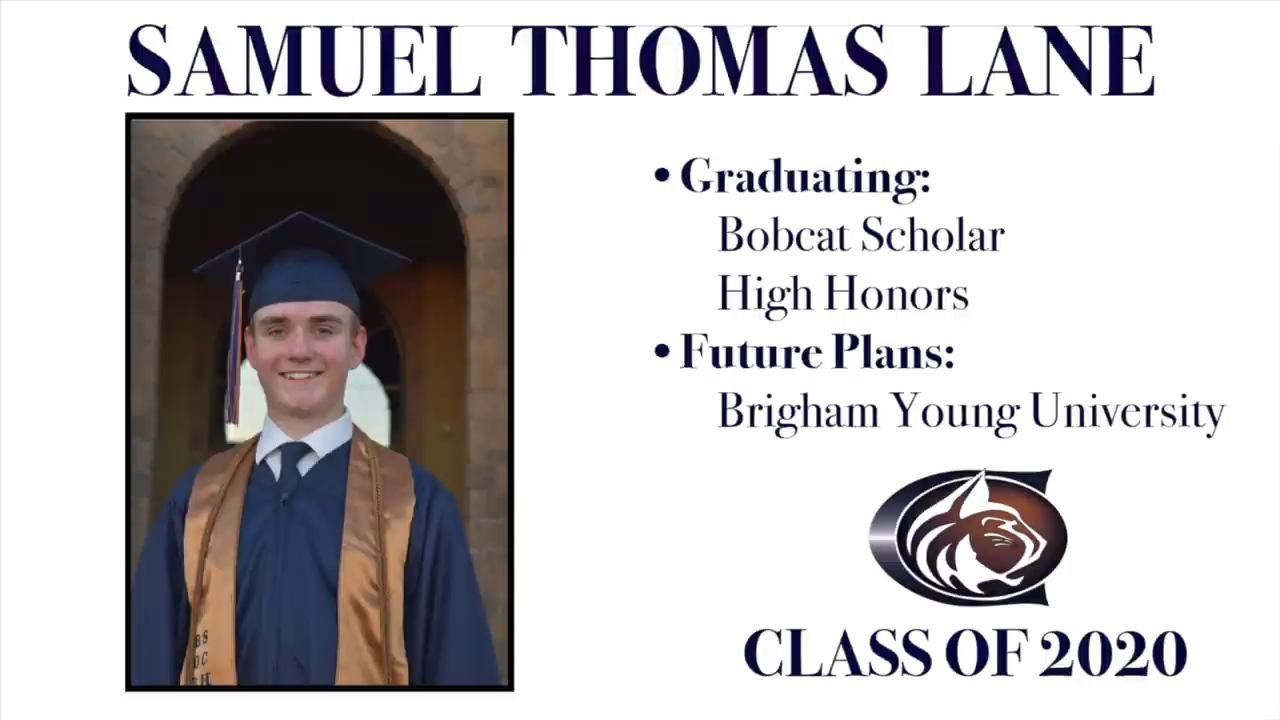 SAMUEL THOMAS LANE
• Graduating:
Bobcat Scholar
High Honors
• Future Plans:
Brigham Young University
CLASS OF 2020